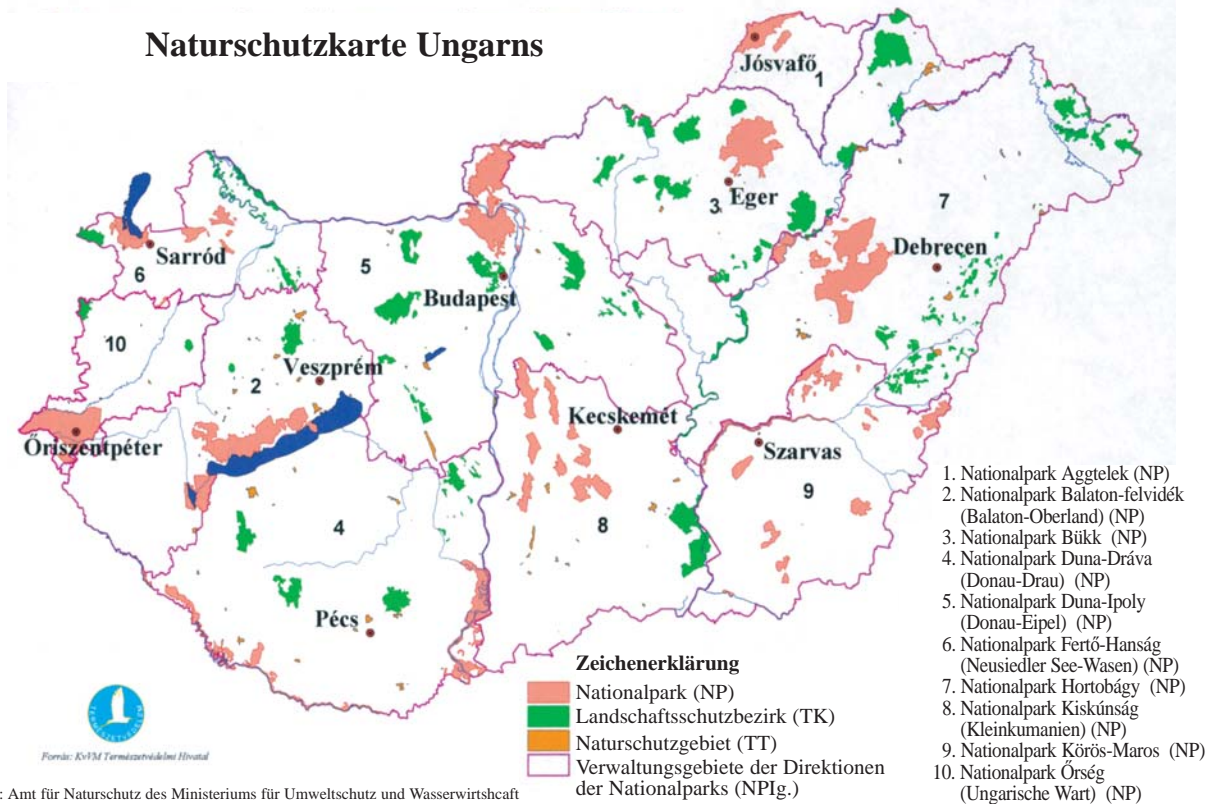 Naturschutzkarte Ungarns
Jósvafő
1
Eger
3
7
Debrecen
Sarród
6
5
Budapest
10
2
Veszprém
Kecskemét
Őriszentpéter
Szarvas
9
4
8
Pécs
1. Nationalpark Aggtelek (NP)
2. Nationalpark Balaton-felvidék
(Balaton-Oberland) (NP)
3. Nationalpark Bükk (NP)
4. Nationalpark Duna-Dráva
(Donau-Drau) (NP)
5. Nationalpark Duna-Ipoly
(Donau-Eipel) (NP)
6. Nationalpark Fertő-Hanság
(Neusiedler See-Wasen) (NP)
7. Nationalpark Hortobágy (NP)
8. Nationalpark Kiskúnság
(Kleinkumanien) (NP)
9. Nationalpark Körös-Maros (NP)
10. Nationalpark Őrség
(Ungarische Wart) (NP)
Zeichenerklärung
Nationalpark (NP)
Landschaftsschutzbezirk (TK)
Naturschutzgebiet (TT)
Verwaltungsgebiete der Direktionen
der Nationalparks (NPIg.)
TERMÉSZETVÉDELEM
Forrás: KvVM Természetvédelmi Hivatal
: Amt für Naturschutz des Ministeriums für Umweltschutz und Wasserwirtshcaft